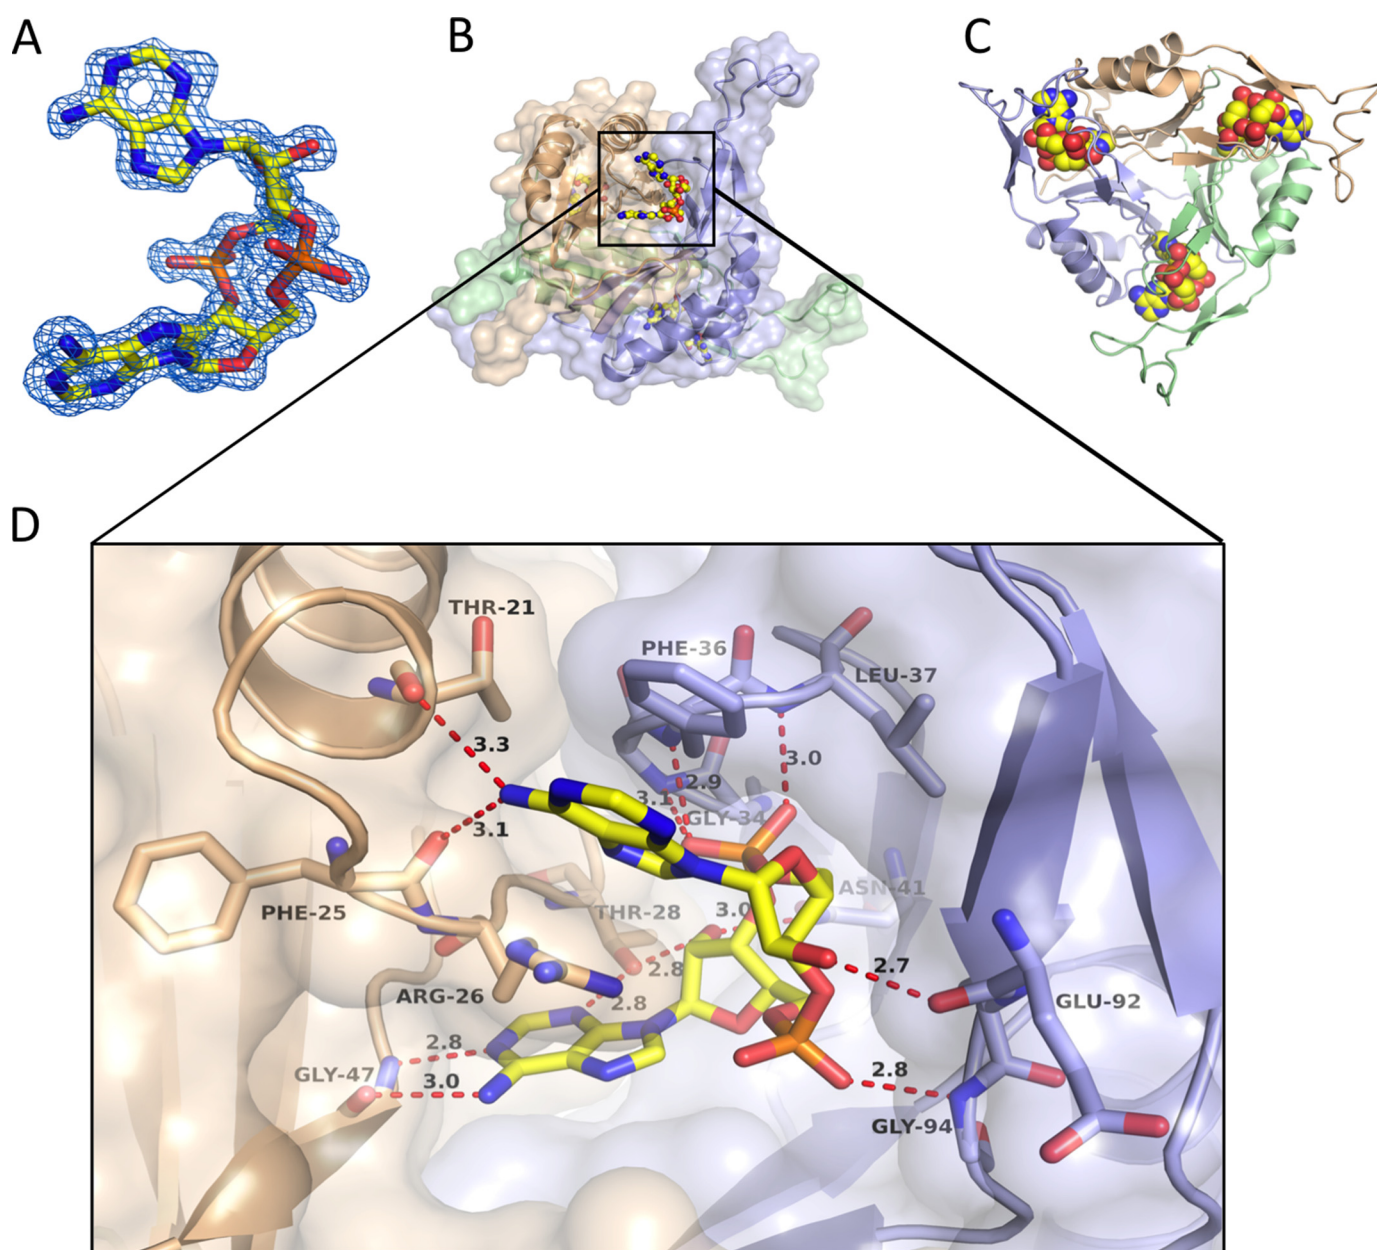 A
B
C
D
THR-21
PHE-36
LEU-37
3.3
3.0
2.9
3.1
3.1
GLY-34
ASN-41
PHE-25
THR-28
3.0
2.8
2.7
ARG-26
2.8
GLU-92
2.8
GLY-47
3.0
2.8
GLY-94